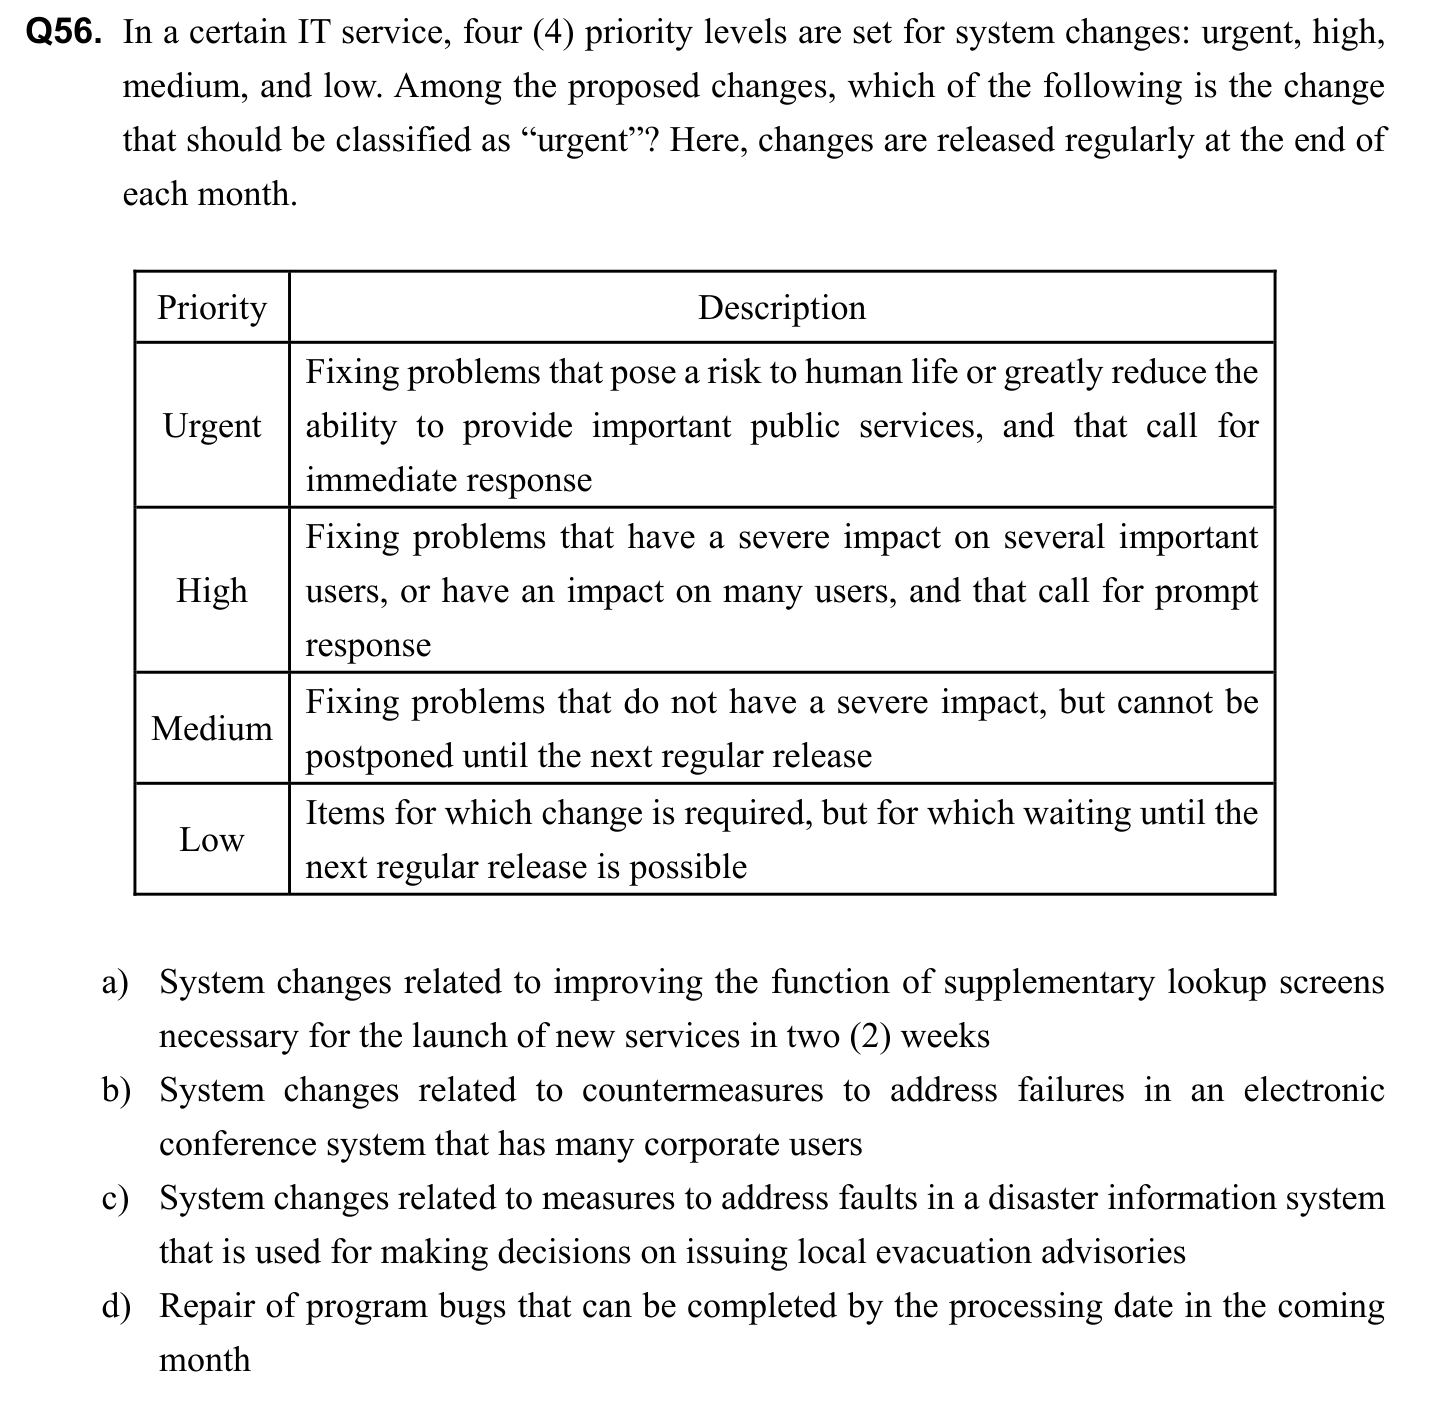 Q56. In a certain IT service, four (4) priority levels are set for system changes: urgent, high,
medium, and low. Among the proposed changes, which of the following is the change
that should be classified as “urgent”? Here, changes are released regularly at the end of
each month.
Priority Description
Urgent
Fixing problems that pose a risk to human life or greatly reduce the
ability to provide important public services, and that call for
immediate response
High
Fixing problems that have a severe impact on several important
users, or have an impact on many users, and that call for prompt
response
Medium
Fixing problems that do not have a severe impact, but cannot be
postponed until the next regular release
Low
Items for which change is required, but for which waiting until the
next regular release is possible
a) System changes related to improving the function of supplementary lookup screens
necessary for the launch of new services in two (2) weeks
b) System changes related to countermeasures to address failures in an electronic
conference system that has many corporate users
c) System changes related to measures to address faults in a disaster information system
that is used for making decisions on issuing local evacuation advisories
d) Repair of program bugs that can be completed by the processing date in the coming
month